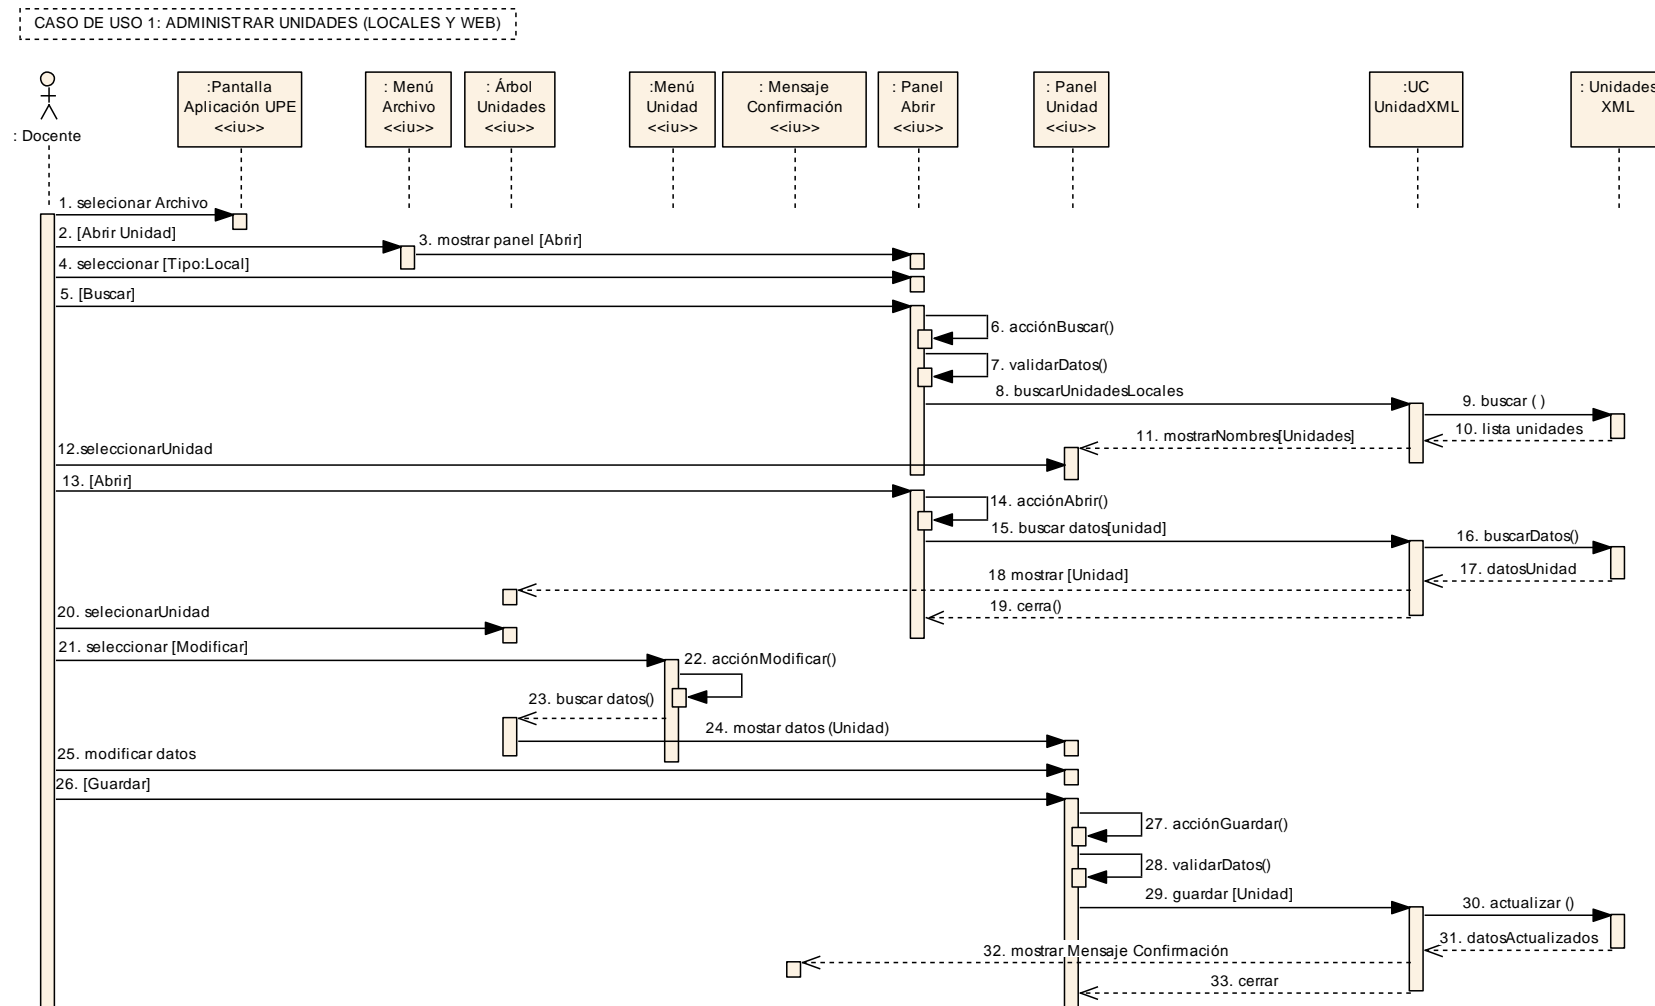 CASO DE USO 1: ADMINISTRAR UNIDADES (LOCALES Y WEB)
: Docente
:Pantalla
Aplicación UPE
<<iu>>
: Menú
Archivo
<<iu>>
: Árbol
Unidades
<<iu>>
:Menú
Unidad
<<iu>>
: Mensaje
Confirmación
<<iu>>
: Panel
Abrir
<<iu>>
: Panel
Unidad
<<iu>>
:UC
UnidadXML
: Unidades
XML
1. selecionar Archivo
2. [Abrir Unidad]
3. mostrar panel [Abrir]
4. seleccionar [Tipo:Local]
5. [Buscar]
6. acciónBuscar()
7. validarDatos()
8. buscarUnidadesLocales
9. buscar ( )
10. lista unidades
11. mostrarNombres[Unidades]
12.seleccionarUnidad
13. [Abrir]
14. acciónAbrir()
15. buscar datos[unidad]
16. buscarDatos()
17. datosUnidad
18 mostrar [Unidad]
19. cerra()
20. selecionarUnidad
21. seleccionar [Modificar]
22. acciónModificar()
23. buscar datos()
24. mostar datos (Unidad)
25. modificar datos
26. [Guardar]
27. acciónGuardar()
28. validarDatos()
29. guardar [Unidad]
30. actualizar ()
31. datosActualizados
32. mostrar Mensaje Confirmación
33. cerrar